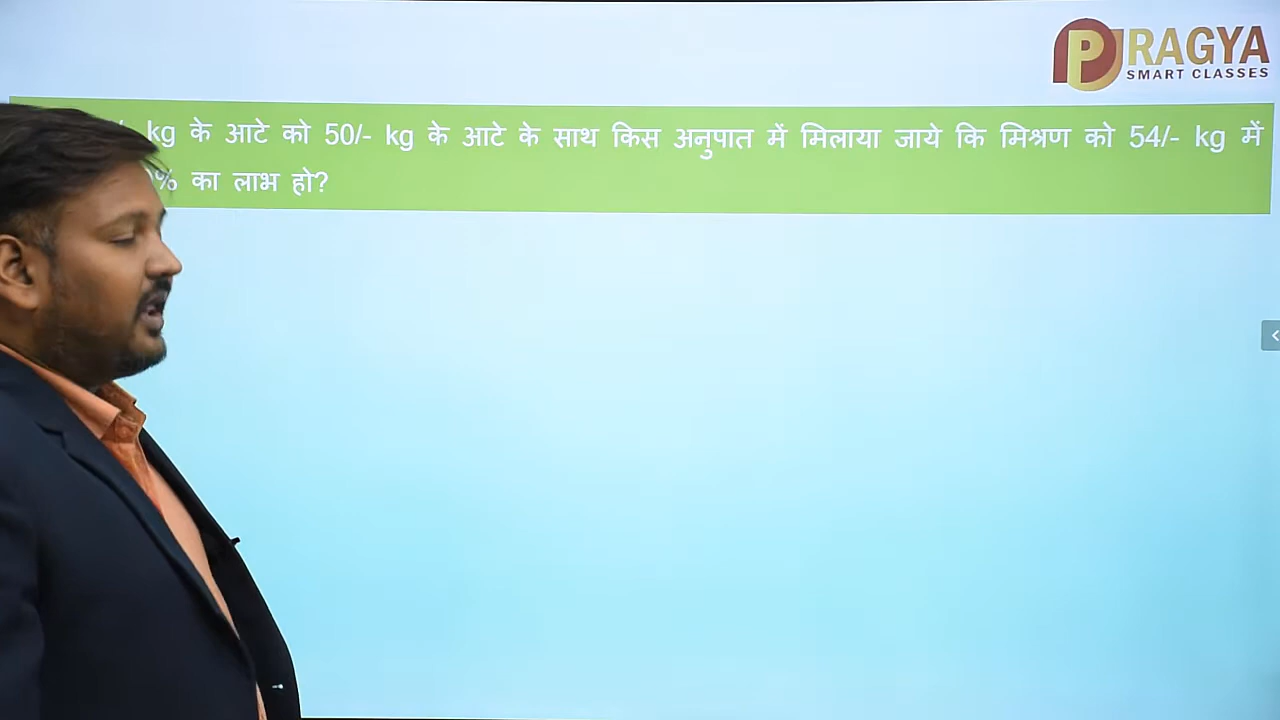 PRAGYA
SMART CLASSES
kg के आटे को 50/- kg के आटे के साथ किस अनुपात में मिलाया जाये कि मिश्रण को 54/- kg में
% का लाभ हो?